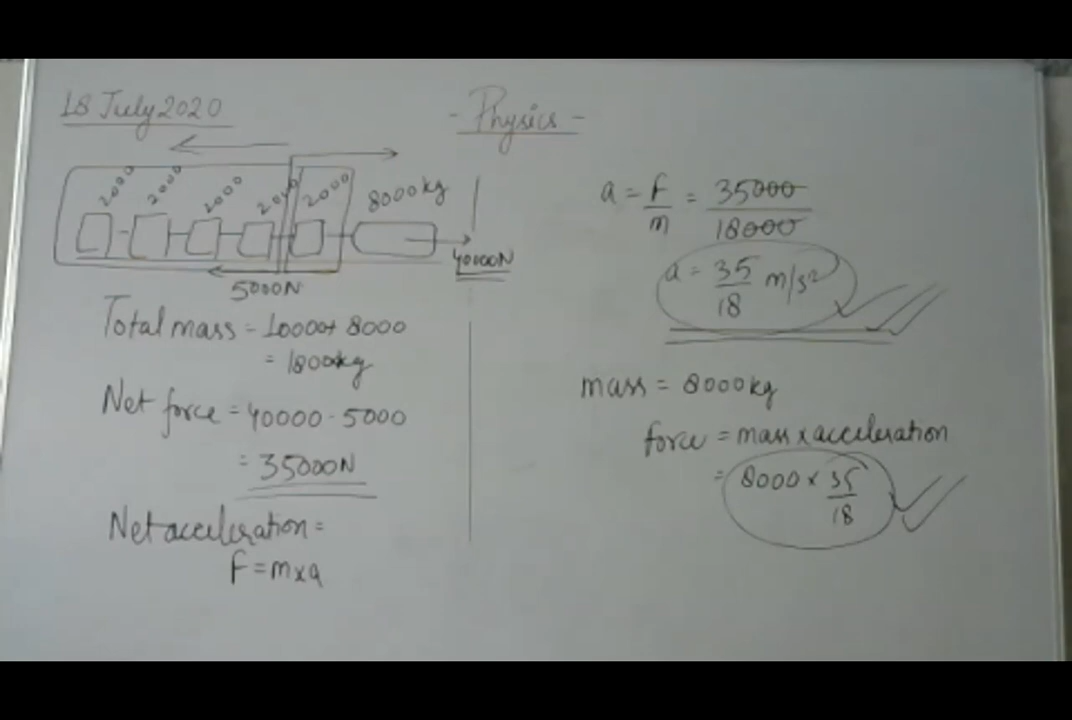 18 July 2020
- Physics -
2000 2000 2000 2000 2000 8000kg
40000N
5000N
Total mass = 10000+ 8000
= 18000kg
Net force = 40000 - 5000
= 35000N
Net acceleration =
F = m x a
a = F/m = 35000/18000
a = 35/18 m/s²
mass = 8000 kg
force = mass x acceleration
= 8000 x 35/18